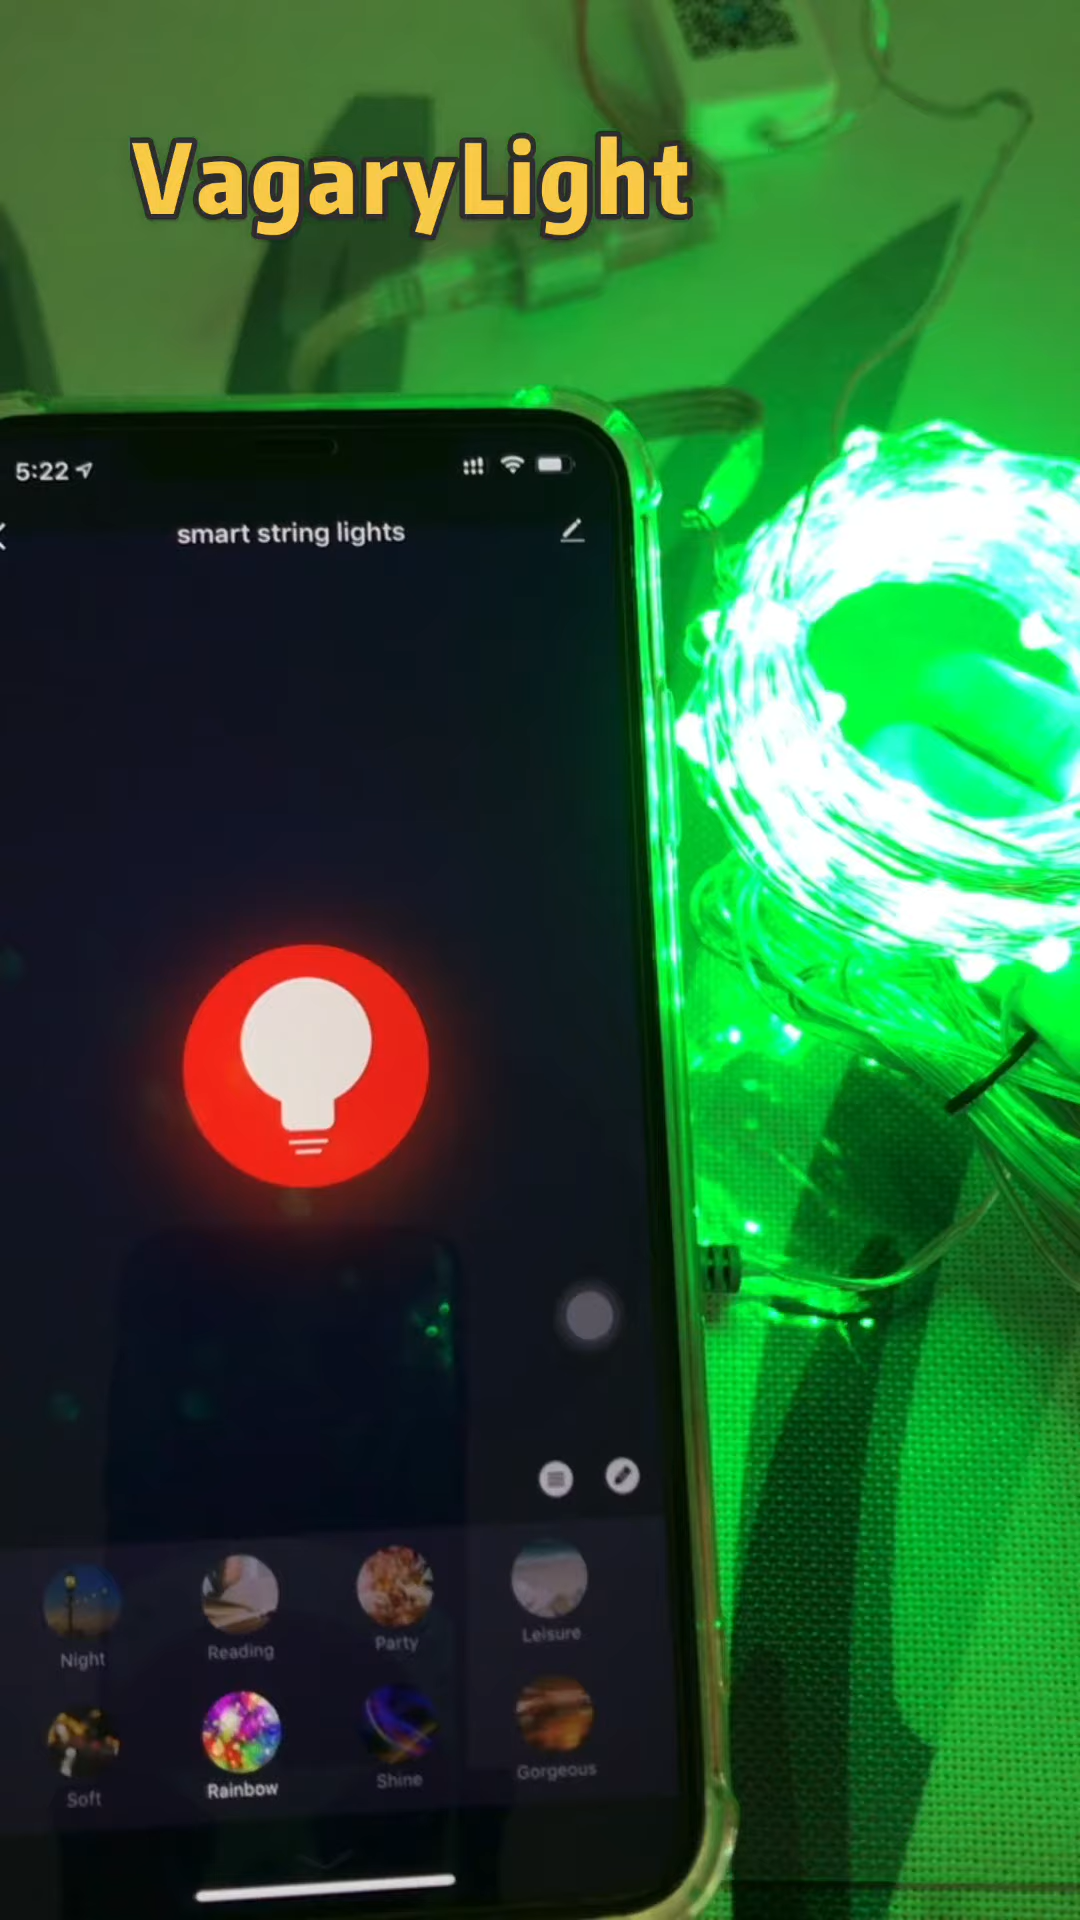 VagaryLight
5:22
smart string lights
Night
Reading
Party
Leisure
Soft
Rainbow
Shine
Gorgeous